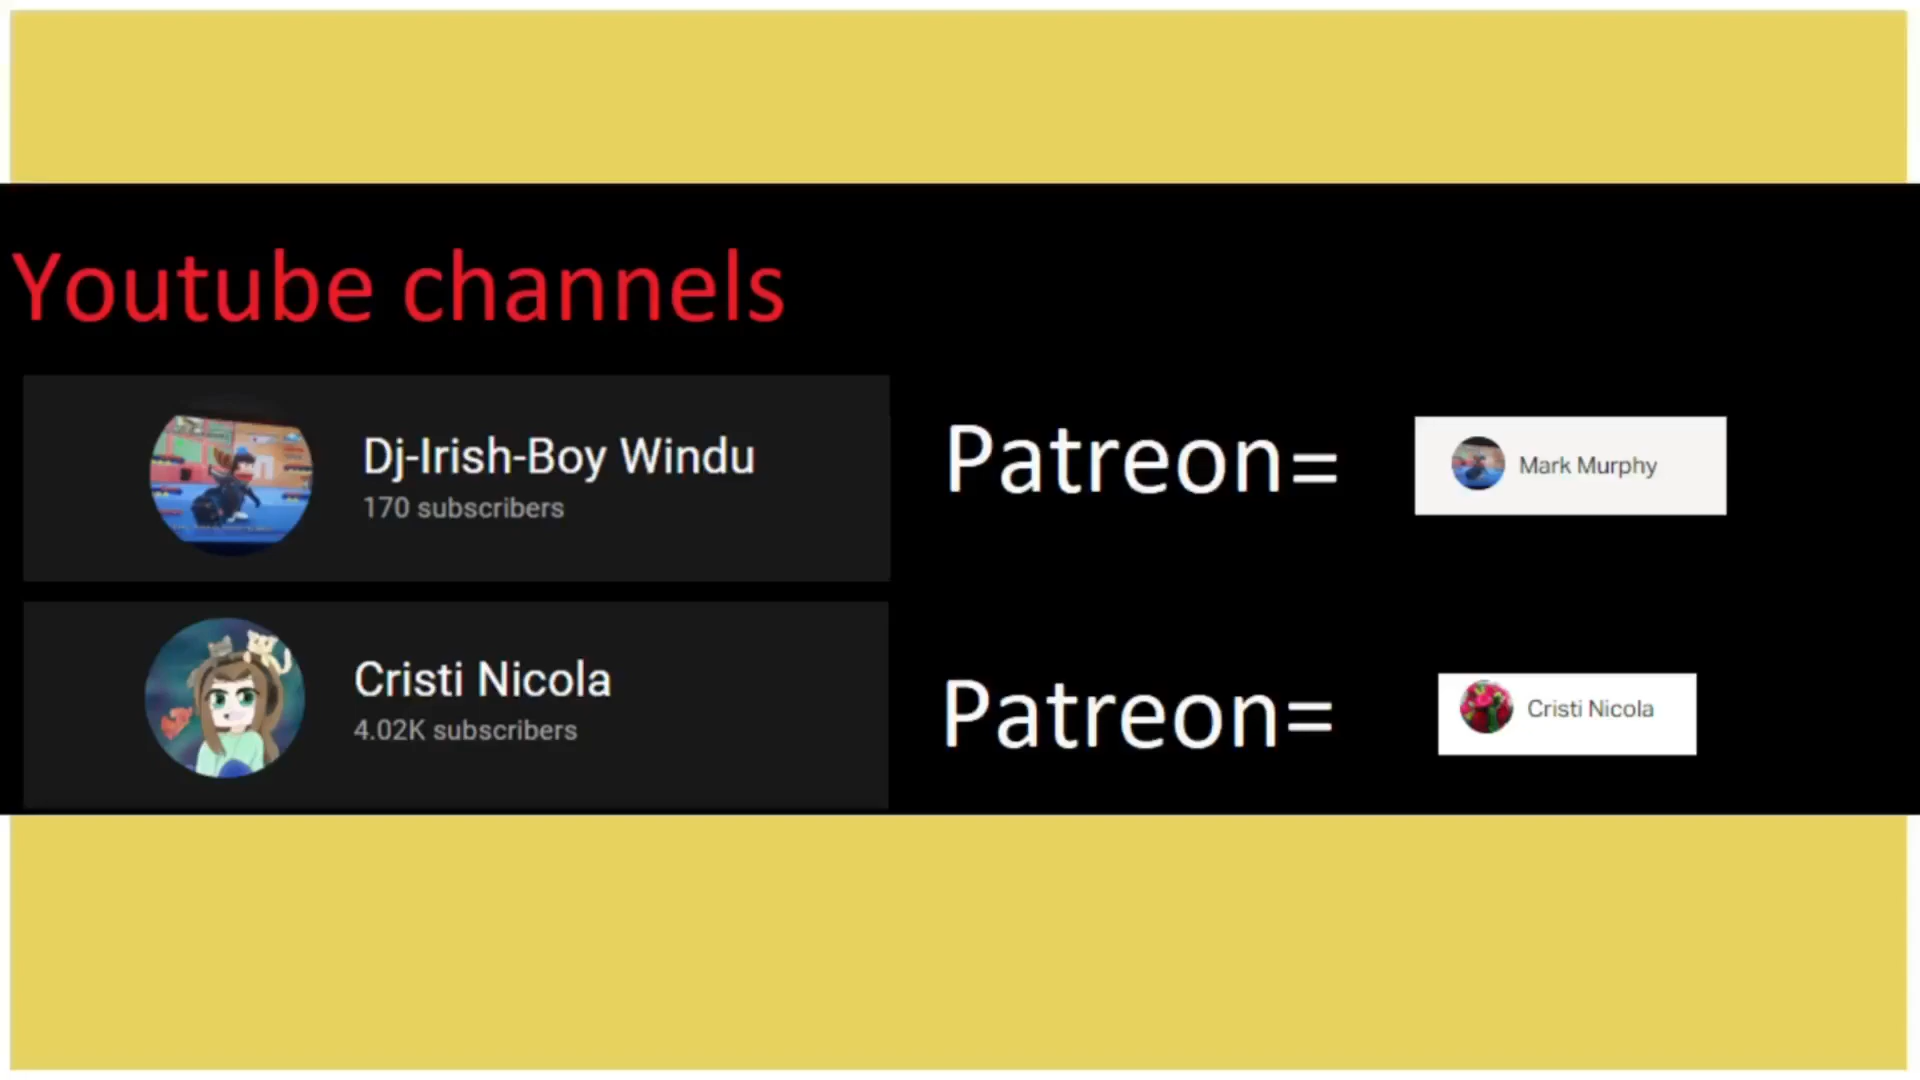 Youtube channels
Dj-Irish-Boy Windu
170 subscribers
Patreon=
Mark Murphy
Cristi Nicola
4.02K subscribers
Patreon=
Cristi Nicola